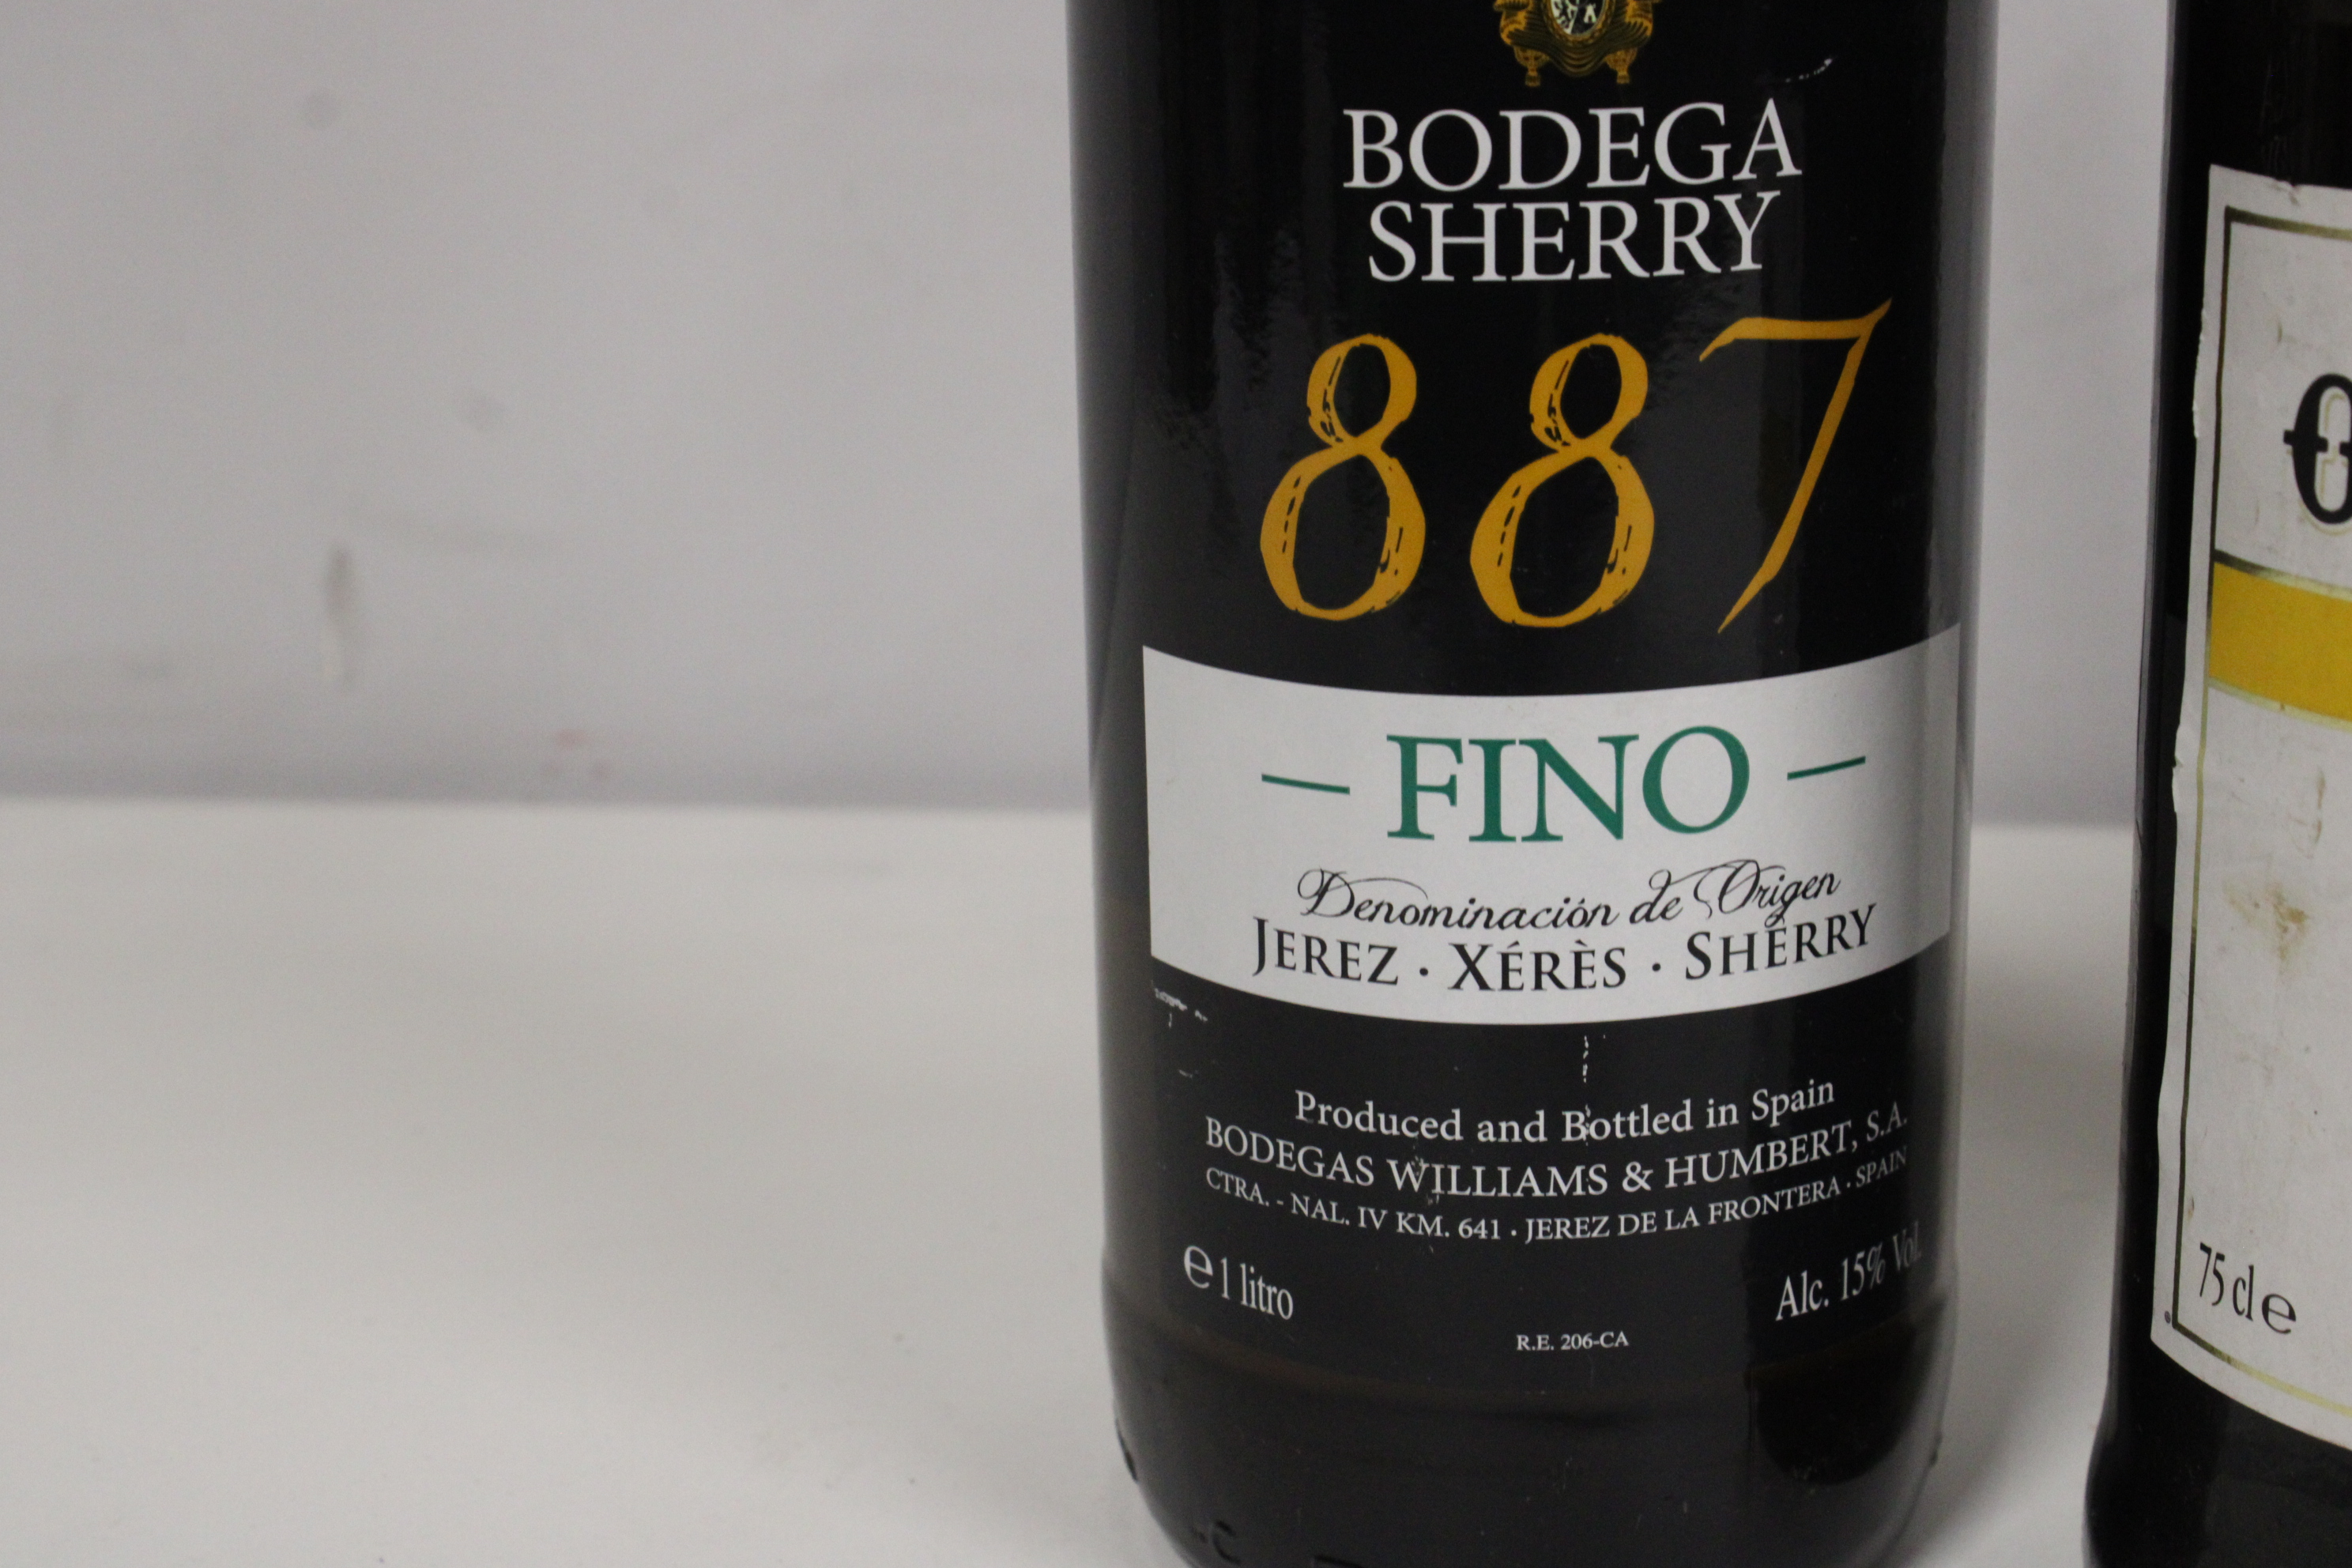 BODEGA
SHERRY
887
— FINO —
Denominación de Origen
JEREZ · XÉRÈS · SHERRY
Produced and Bottled in Spain
BODEGAS WILLIAMS & HUMBERT, S.A.
CTRA. - NAL. IV KM. 641 · JEREZ DE LA FRONTERA · SPAIN
e 1 litro
Alc. 15% Vol.
R.E. 206-CA
75 cl e